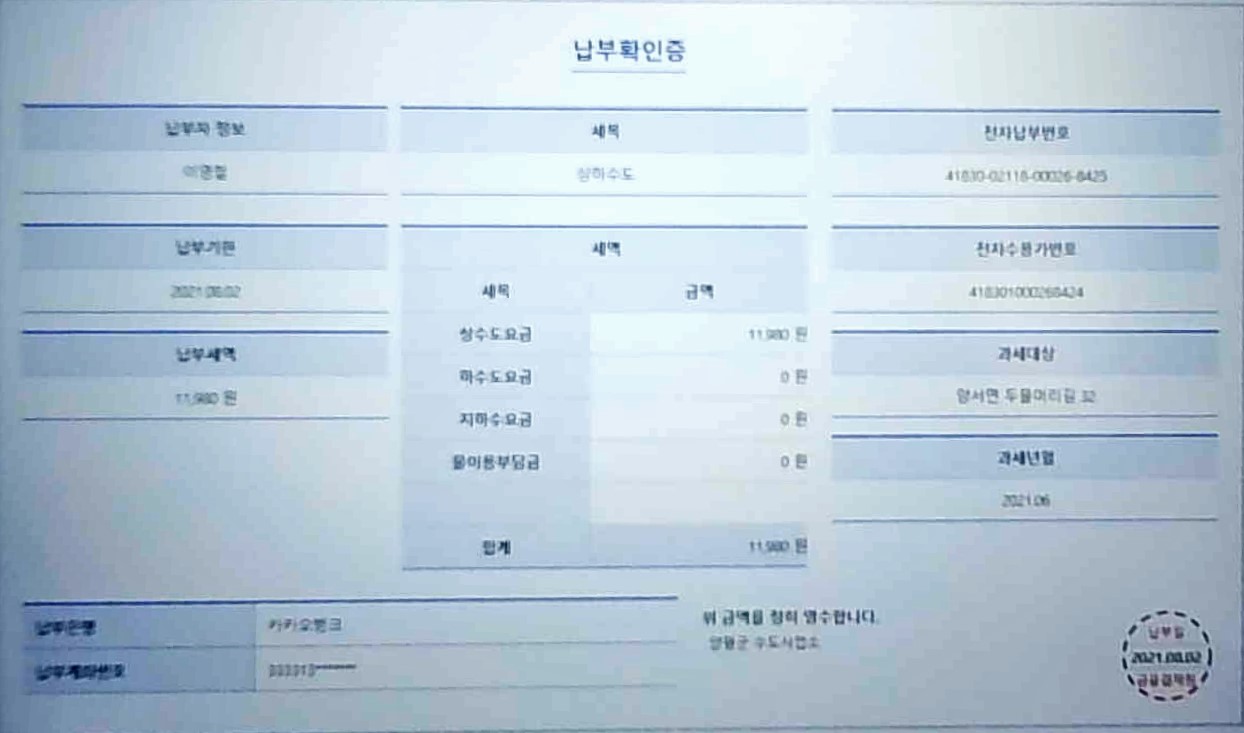 납부확인증
납부자 정보
세목
상하수도
전자납부번호
41830-02118-00026-8425
납부기한
2021.08.02
납부세액
11,980 원
세액
세목 금액
상수도요금 11,980 원
하수도요금 0 원
지하수요금 0 원
물이용부담금 0 원
합계 11,980 원
전자수용가번호
418301000268424
과세대상
양서면 두물머리길 32
과세년월
2021.06
납부은행 카카오뱅크
납부계좌번호 333313*******
위 금액을 정히 영수합니다.
양평군 수도사업소
납부일
2021.08.02
금융결제원